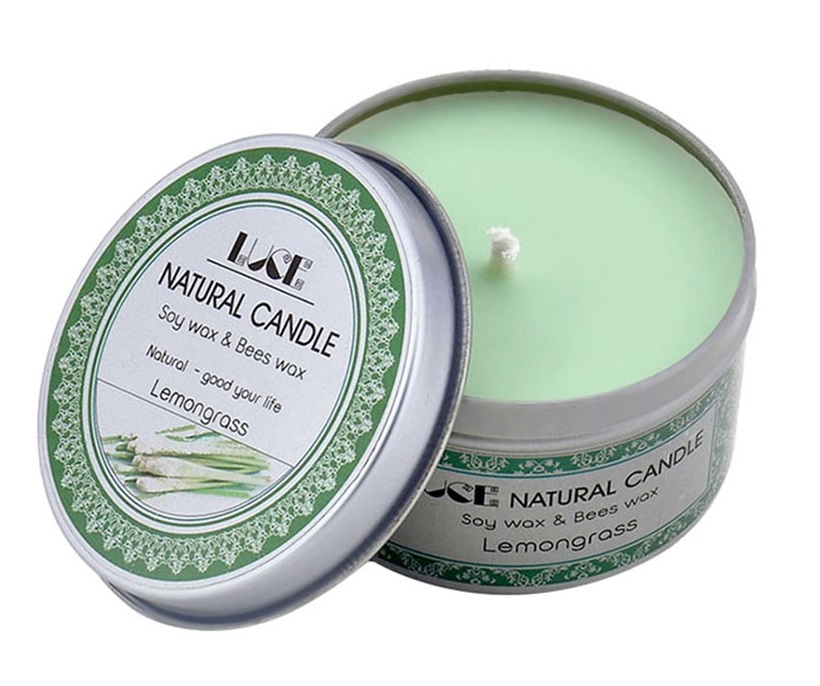 LUCE
NATURAL CANDLE
Soy wax & Bees wax
Natural - good your life
Lemongrass
UCE NATURAL CANDLE
Soy wax & Bees wax
Lemongrass